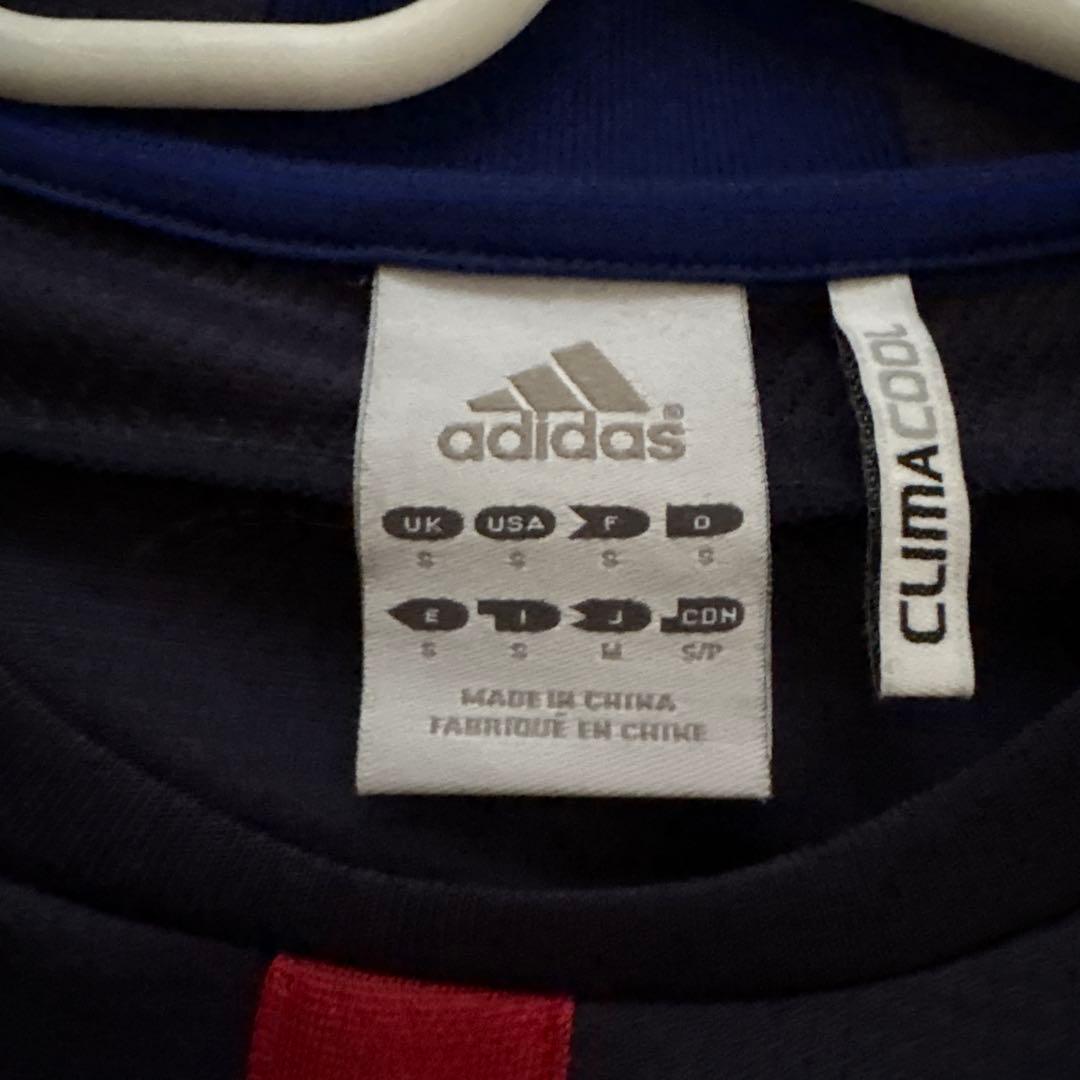 adidas®
UK USA F D
S S S S
E I J CDN
S S M S/P
MADE IN CHINA
FABRIQUÉ EN CHINE
CLIMACOOL